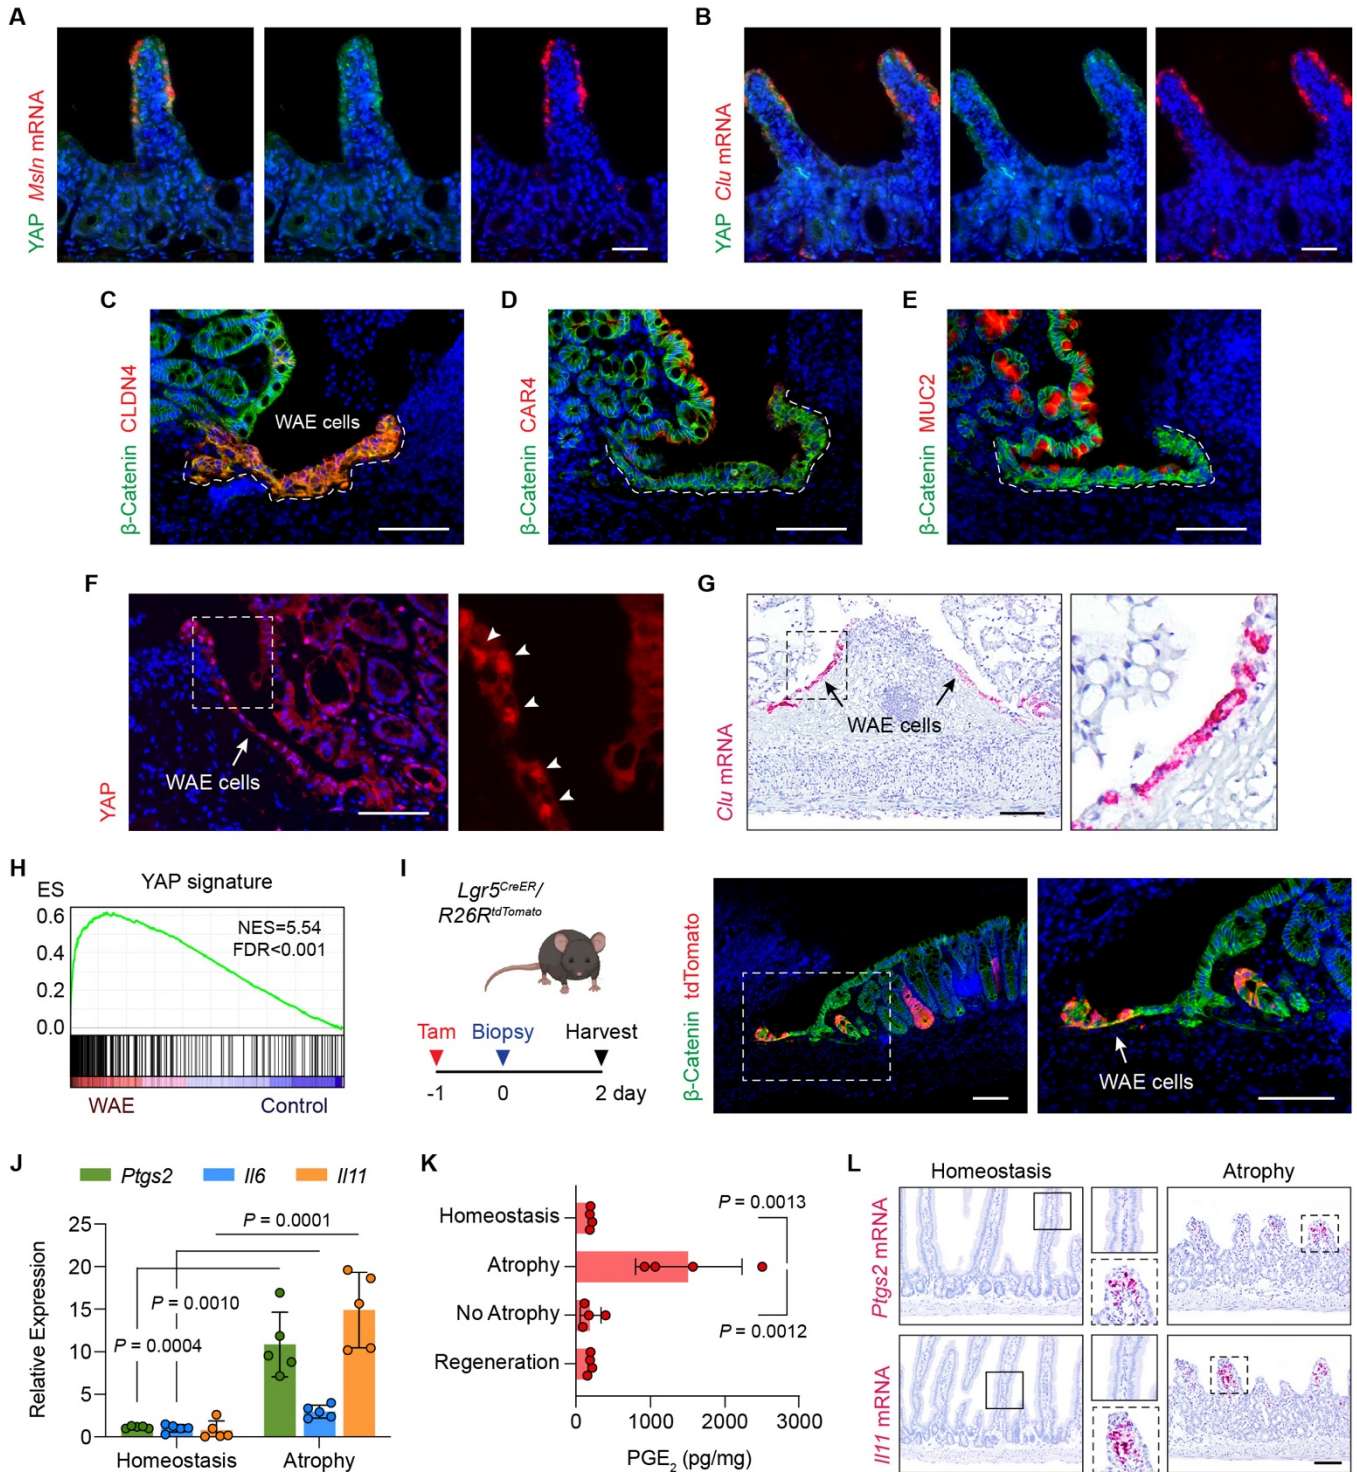 A
YAP Msln mRNA
B
YAP Clu mRNA
C
β-Catenin CLDN4
WAE cells
D
β-Catenin CAR4
E
β-Catenin MUC2
F
YAP
WAE cells
G
Clu mRNA
WAE cells
H
YAP signature
ES
0.6
0.4
0.2
0.0
NES=5.54
FDR<0.001
WAE
Control
I
Lgr5CreER/
R26RtdTomato
Tam
Biopsy
Harvest
-1
0
2 day
β-Catenin tdTomato
WAE cells
J
Ptgs2
Il6
Il11
Relative Expression
25
20
15
10
5
0
P = 0.0001
P = 0.0010
P = 0.0004
Homeostasis
Atrophy
K
Homeostasis
Atrophy
No Atrophy
Regeneration
P = 0.0013
P = 0.0012
0
1000
2000
3000
PGE2 (pg/mg)
L
Homeostasis
Atrophy
Ptgs2 mRNA
Il11 mRNA